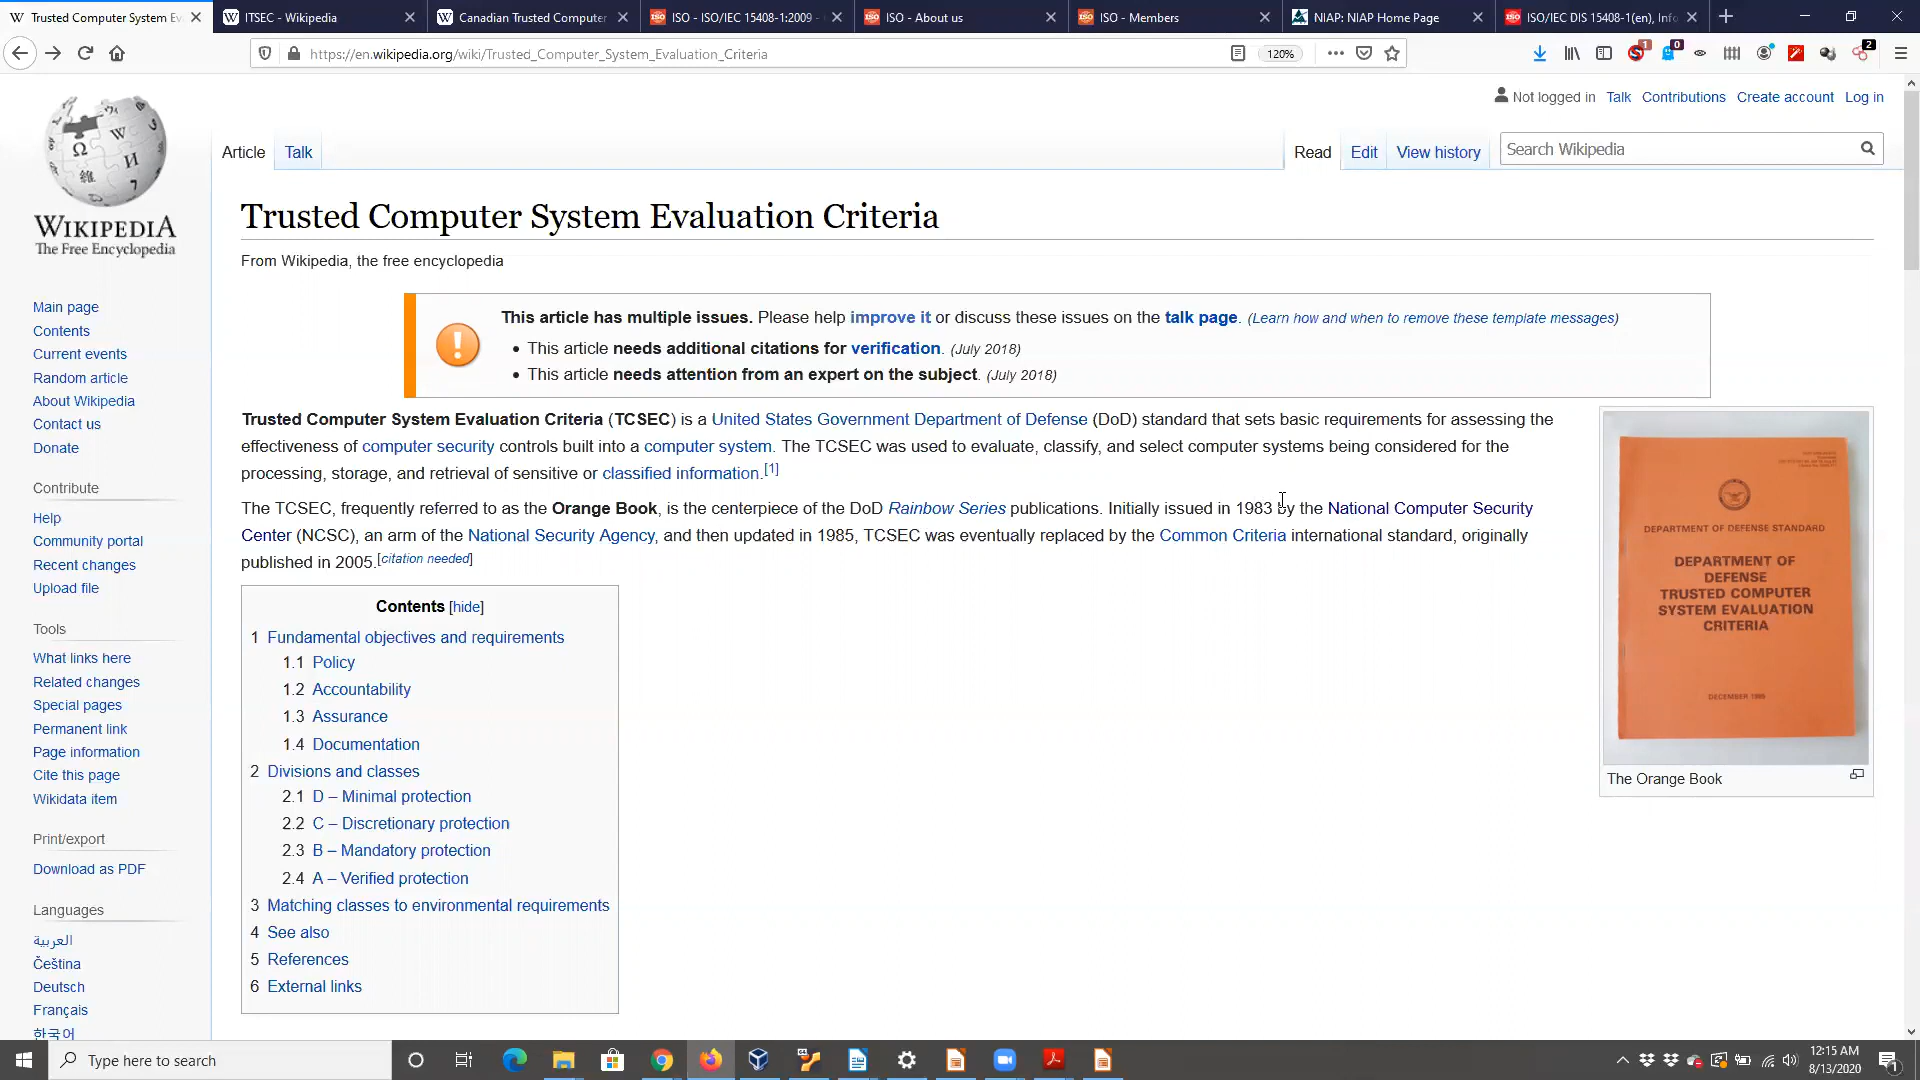 Trusted Computer System Ev
ITSEC - Wikipedia
Canadian Trusted Computer
ISO - ISO/IEC 15408-1:2009 -
ISO - About us
ISO - Members
NIAP: NIAP Home Page
ISO/IEC DIS 15408-1(en), Info
https://en.wikipedia.org/wiki/Trusted_Computer_System_Evaluation_Criteria
120%
1
0
2
Not logged in Talk Contributions Create account Log in
Article Talk
Read Edit View history
Search Wikipedia
WIKIPEDIA
The Free Encyclopedia
Main page
Contents
Current events
Random article
About Wikipedia
Contact us
Donate
Contribute
Help
Community portal
Recent changes
Upload file
Tools
What links here
Related changes
Special pages
Permanent link
Page information
Cite this page
Wikidata item
Print/export
Download as PDF
Languages
العربية
Čeština
Deutsch
Français
한국어
Trusted Computer System Evaluation Criteria
From Wikipedia, the free encyclopedia
This article has multiple issues. Please help improve it or discuss these issues on the talk page. (Learn how and when to remove these template messages)
• This article needs additional citations for verification. (July 2018)
• This article needs attention from an expert on the subject. (July 2018)
Trusted Computer System Evaluation Criteria (TCSEC) is a United States Government Department of Defense (DoD) standard that sets basic requirements for assessing the
effectiveness of computer security controls built into a computer system. The TCSEC was used to evaluate, classify, and select computer systems being considered for the
processing, storage, and retrieval of sensitive or classified information.[1]
The TCSEC, frequently referred to as the Orange Book, is the centerpiece of the DoD Rainbow Series publications. Initially issued in 1983 by the National Computer Security
Center (NCSC), an arm of the National Security Agency, and then updated in 1985, TCSEC was eventually replaced by the Common Criteria international standard, originally
published in 2005.[citation needed]
Contents [hide]
1 Fundamental objectives and requirements
1.1 Policy
1.2 Accountability
1.3 Assurance
1.4 Documentation
2 Divisions and classes
2.1 D – Minimal protection
2.2 C – Discretionary protection
2.3 B – Mandatory protection
2.4 A – Verified protection
3 Matching classes to environmental requirements
4 See also
5 References
6 External links
DEPARTMENT OF DEFENSE STANDARD
DEPARTMENT OF
DEFENSE
TRUSTED COMPUTER
SYSTEM EVALUATION
CRITERIA
DECEMBER 1985
The Orange Book
Type here to search
12:15 AM
8/13/2020
1